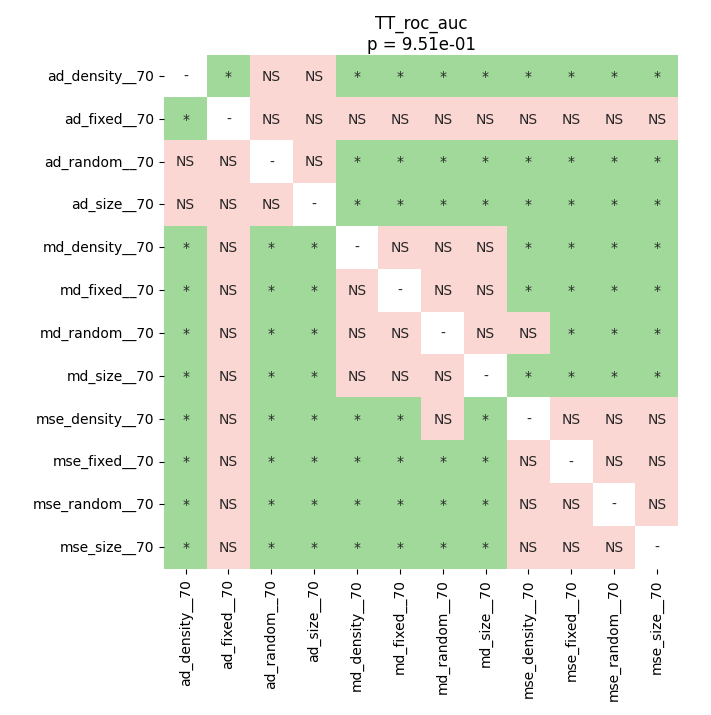 TT_roc_auc
p = 9.51e-01
ad_density__70 - * NS NS * * * * * * * *
ad_fixed__70 * - NS NS NS NS NS NS NS NS NS NS
ad_random__70 NS NS - NS * * * * * * * *
ad_size__70 NS NS NS - * * * * * * * *
md_density__70 * NS * * - NS NS NS * * * *
md_fixed__70 * NS * * NS - NS NS * * * *
md_random__70 * NS * * NS NS - NS NS * * *
md_size__70 * NS * * NS NS NS - * * * *
mse_density__70 * NS * * * * NS * - NS NS NS
mse_fixed__70 * NS * * * * * * NS - NS NS
mse_random__70 * NS * * * * * * NS NS - NS
mse_size__70 * NS * * * * * * NS NS NS -
ad_density__70
ad_fixed__70
ad_random__70
ad_size__70
md_density__70
md_fixed__70
md_random__70
md_size__70
mse_density__70
mse_fixed__70
mse_random__70
mse_size__70